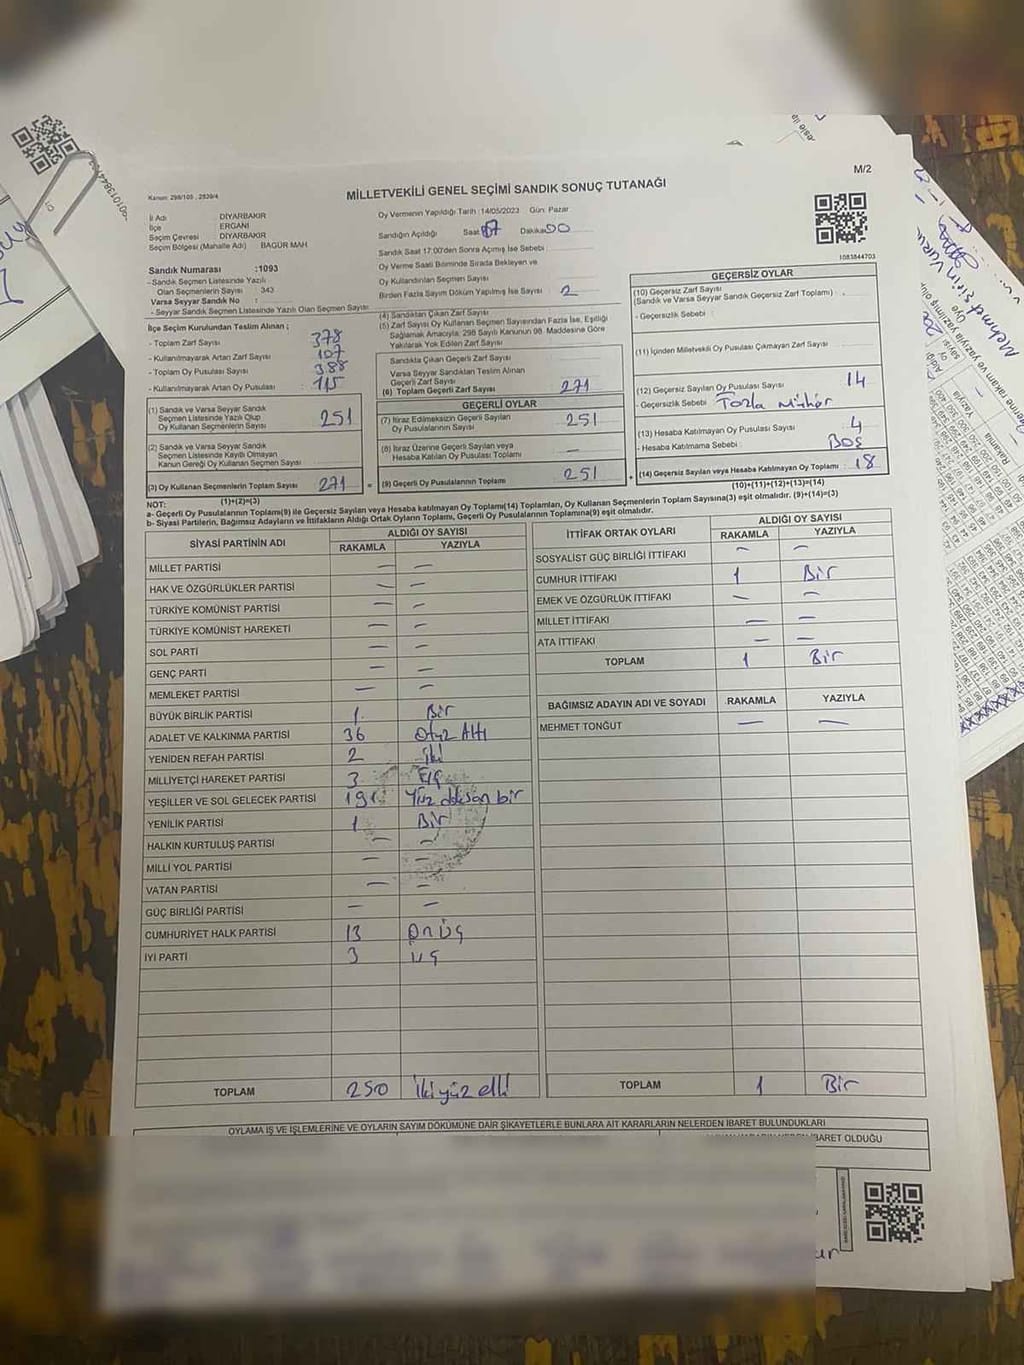 M/2
Kanun: 298/105 , 2839/4
MİLLETVEKİLİ GENEL SEÇİMİ SANDIK SONUÇ TUTANAĞI
İl Adı : DİYARBAKIR
İlçe : ERGANİ
Seçim Çevresi : DİYARBAKIR
Seçim Bölgesi (Mahalle Adı) : BAGÜR MAH
Sandık Numarası :1093
- Sandık Seçmen Listesinde Yazılı
Olan Seçmenlerin Sayısı : 343
Varsa Seyyar Sandık No :
- Seyyar Sandık Seçmen Listesinde Yazılı Olan Seçmen Sayısı :
İlçe Seçim Kurulundan Teslim Alınan ;
- Toplam Zarf Sayısı : 378
- Kullanılmayarak Artan Zarf Sayısı : 107
- Toplam Oy Pusulası Sayısı : 388
- Kullanılmayarak Artan Oy Pusulası : 115
(1) Sandık ve Varsa Seyyar Sandık
Seçmen Listesinde Yazılı Olup
Oy Kullanan Seçmenlerin Sayısı 251
(2) Sandık ve Varsa Seyyar Sandık
Seçmen Listesinde Kaydı Olmayan
Kanun Gereği Oy Kullanan Seçmen Sayısı
(3) Oy Kullanan Seçmenlerin Toplam Sayısı 271
(1)+(2)=(3)
Oy Vermenin Yapıldığı Tarih :14/05/2023 Gün: Pazar
Sandığın Açıldığı Saat 17 Dakika 00
Sandık Saat 17:00'den Sonra Açılmış İse Sebebi :
Oy Verme Saati Bitiminde Sırada Bekleyen ve
Oy Kullandırılan Seçmen Sayısı
Birden Fazla Sayım Döküm Yapılmış İse Sayısı : 2
(4) Sandıktan Çıkan Zarf Sayısı
(5) Zarf Sayısı Oy Kullanan Seçmen Sayısından Fazla İse, Eşitliği
Sağlamak Amacıyla; 298 Sayılı Kanunun 98. Maddesine Göre
Yakılarak Yok Edilen Zarf Sayısı
Sandıkta Çıkan Geçerli Zarf Sayısı
Varsa Seyyar Sandıktan Teslim Alınan
Geçerli Zarf Sayısı
(6) Toplam Geçerli Zarf Sayısı 271
GEÇERLİ OYLAR
(7) İtiraz Edilmeksizin Geçerli Sayılan
Oy Pusulalarının Sayısı 251
(8) İtiraz Üzerine Geçerli Sayılan veya
Hesaba Katılan Oy Pusulası Toplamı —
= (9) Geçerli Oy Pusulalarının Toplamı 251
1083844703
GEÇERSİZ OYLAR
(10) Geçersiz Zarf Sayısı
(Sandık ve Varsa Seyyar Sandık Geçersiz Zarf Toplamı) :
- Geçersizlik Sebebi :
(11) İçinden Milletvekili Oy Pusulası Çıkmayan Zarf Sayısı
(12) Geçersiz Sayılan Oy Pusulası Sayısı 14
- Geçersizlik Sebebi : Fazla Mühür
(13) Hesaba Katılmayan Oy Pusulası Sayısı : 4
- Hesaba Katılmama Sebebi : Boş
+ (14) Geçersiz Sayılan veya Hesaba Katılmayan Oy Toplamı : 18
(10)+(11)+(12)+(13)=(14)
NOT:
a- Geçerli Oy Pusulalarının Toplamı(9) ile Geçersiz Sayılan veya Hesaba katılmayan Oy Toplamı(14) Toplamları, Oy Kullanan Seçmenlerin Toplam Sayısına(3) eşit olmalıdır. (9)+(14)=(3)
b- Siyasi Partilerin, Bağımsız Adayların ve İttifakların Aldığı Ortak Oyların Toplamı, Geçerli Oy Pusulalarının Toplamına(9) eşit olmalıdır.
SİYASİ PARTİNİN ADI ALDIĞI OY SAYISI
RAKAMLA YAZIYLA
MİLLET PARTİSİ — —
HAK VE ÖZGÜRLÜKLER PARTİSİ — —
TÜRKİYE KOMÜNİST PARTİSİ — —
TÜRKİYE KOMÜNİST HAREKETİ — —
SOL PARTİ — —
GENÇ PARTİ — —
MEMLEKET PARTİSİ — —
BÜYÜK BİRLİK PARTİSİ 1 Bir
ADALET VE KALKINMA PARTİSİ 36 Otuz Altı
YENİDEN REFAH PARTİSİ 2 İki
MİLLİYETÇİ HAREKET PARTİSİ 3 Üç
YEŞİLLER VE SOL GELECEK PARTİSİ 191 Yüz doksan bir
YENİLİK PARTİSİ 1 Bir
HALKIN KURTULUŞ PARTİSİ — —
MİLLİ YOL PARTİSİ — —
VATAN PARTİSİ — —
GÜÇ BİRLİĞİ PARTİSİ — —
CUMHURİYET HALK PARTİSİ 13 Onüç
İYİ PARTİ 3 üç
TOPLAM 250 İkiyüz elli
İTTİFAK ORTAK OYLARI ALDIĞI OY SAYISI
RAKAMLA YAZIYLA
SOSYALİST GÜÇ BİRLİĞİ İTTİFAKI — —
CUMHUR İTTİFAKI 1 Bir
EMEK VE ÖZGÜRLÜK İTTİFAKI — —
MİLLET İTTİFAKI — —
ATA İTTİFAKI — —
TOPLAM 1 Bir
BAĞIMSIZ ADAYIN ADI VE SOYADI RAKAMLA YAZIYLA
MEHMET TONĞUT — —
TOPLAM 1 Bir
OYLAMA İŞ VE İŞLEMLERİNE VE OYLARIN SAYIM DÖKÜMÜNE DAİR ŞİKAYETLERLE BUNLARA AİT KARARLARIN NELERDEN İBARET BULUNDUKLARI
İBARET OLDUĞU